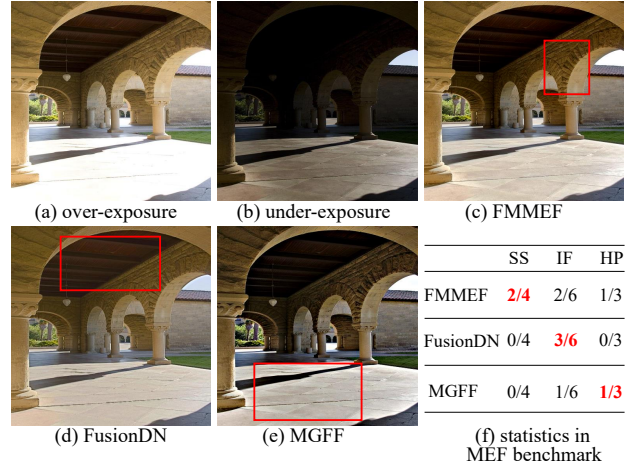 (a) over-exposure
(b) under-exposure
(c) FMMEF
(d) FusionDN
(e) MGFF
SS IF HP
FMMEF 2/4 2/6 1/3
FusionDN 0/4 3/6 0/3
MGFF 0/4 1/6 1/3
(f) statistics in
MEF benchmark